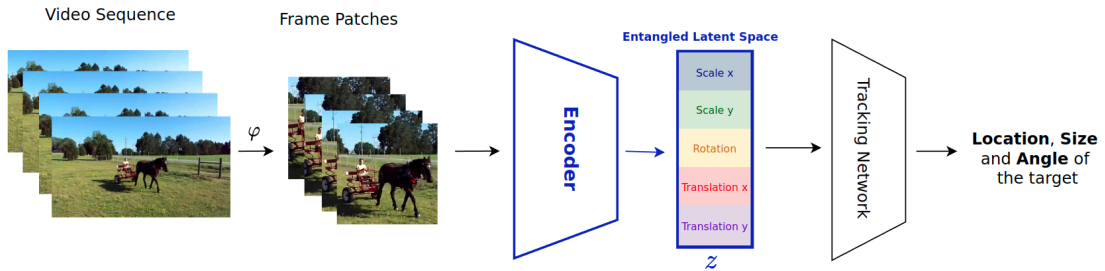 Video Sequence
Frame Patches
φ
Encoder
Entangled Latent Space
Scale x
Scale y
Rotation
Translation x
Translation y
z
Tracking Network
Location, Size
and Angle of
the target